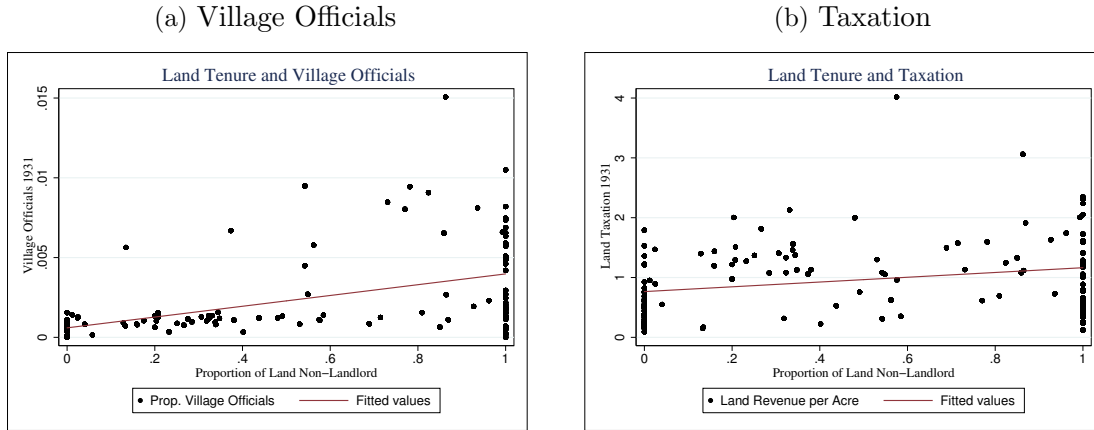 (a) Village Officials
(b) Taxation
Land Tenure and Village Officials
Village Officials 1931
.015
.01
.005
0
0
.2
.4
.6
.8
1
Proportion of Land Non-Landlord
Prop. Village Officials
Fitted values
Land Tenure and Taxation
Land Taxation 1931
4
3
2
1
0
0
.2
.4
.6
.8
1
Proportion of Land Non-Landlord
Land Revenue per Acre
Fitted values